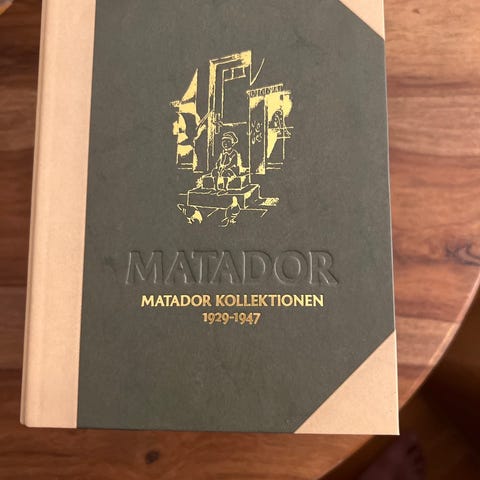 MATADOR
MATADOR KOLLEKTIONEN
1929-1947